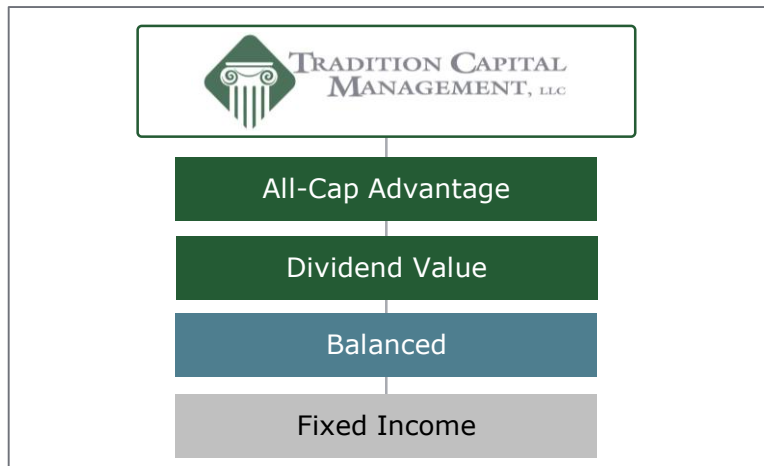 TRADITION CAPITAL
MANAGEMENT, LLC
All-Cap Advantage
Dividend Value
Balanced
Fixed Income